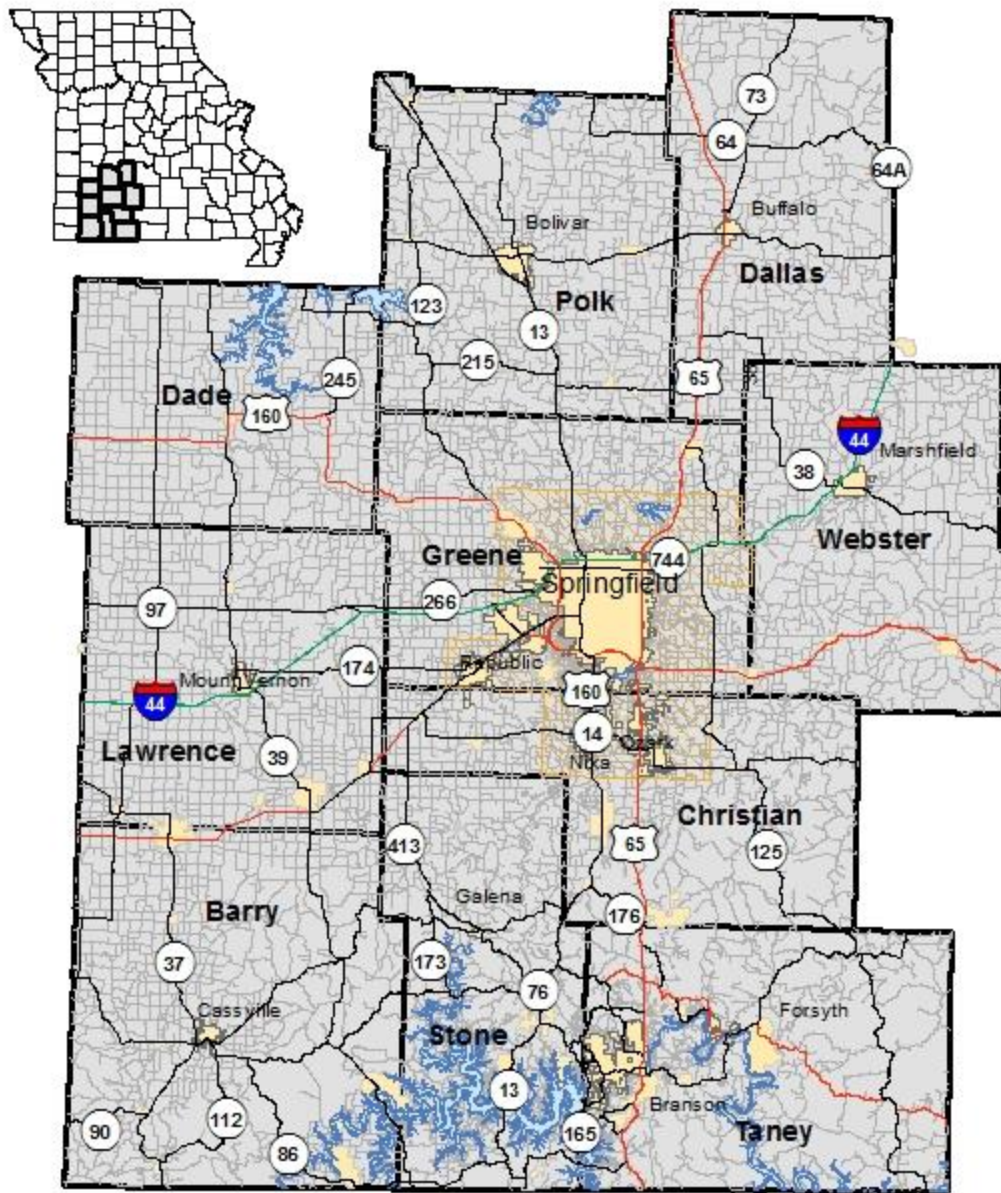 73
64
64A
Bolivar
Buffalo
Dallas
Polk
123
13
215
65
245
Dade
160
44
Marshfield
38
Webster
Greene
744
Springfield
97
266
174
Republic
Mount Vernon
44
160
Lawrence
39
14
Ozark
Nixa
Christian
65
413
125
Galena
Barry
176
37
173
76
Cassville
Stone
Forsyth
13
Branson
90
112
165
Taney
86